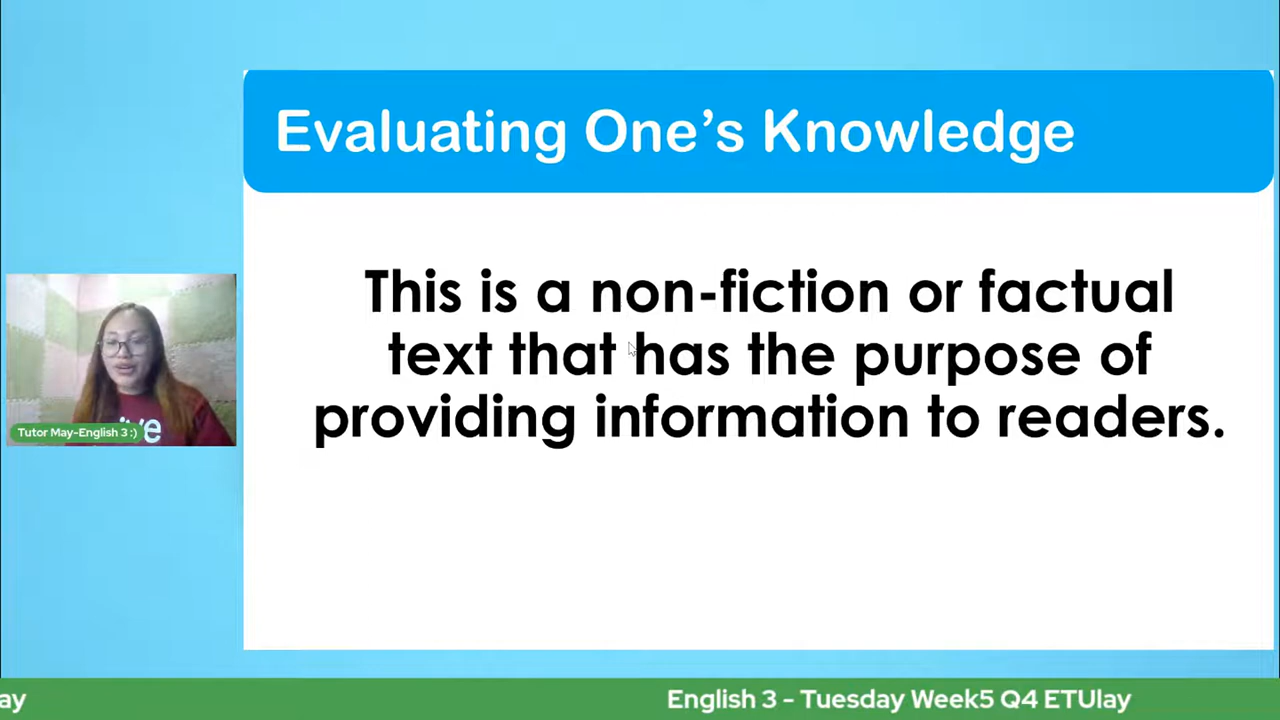 Evaluating One's Knowledge
This is a non-fiction or factual
text that has the purpose of
providing information to readers.
ive
Tutor May-English 3 :)
ay
English 3 - Tuesday Week5 Q4 ETUlay